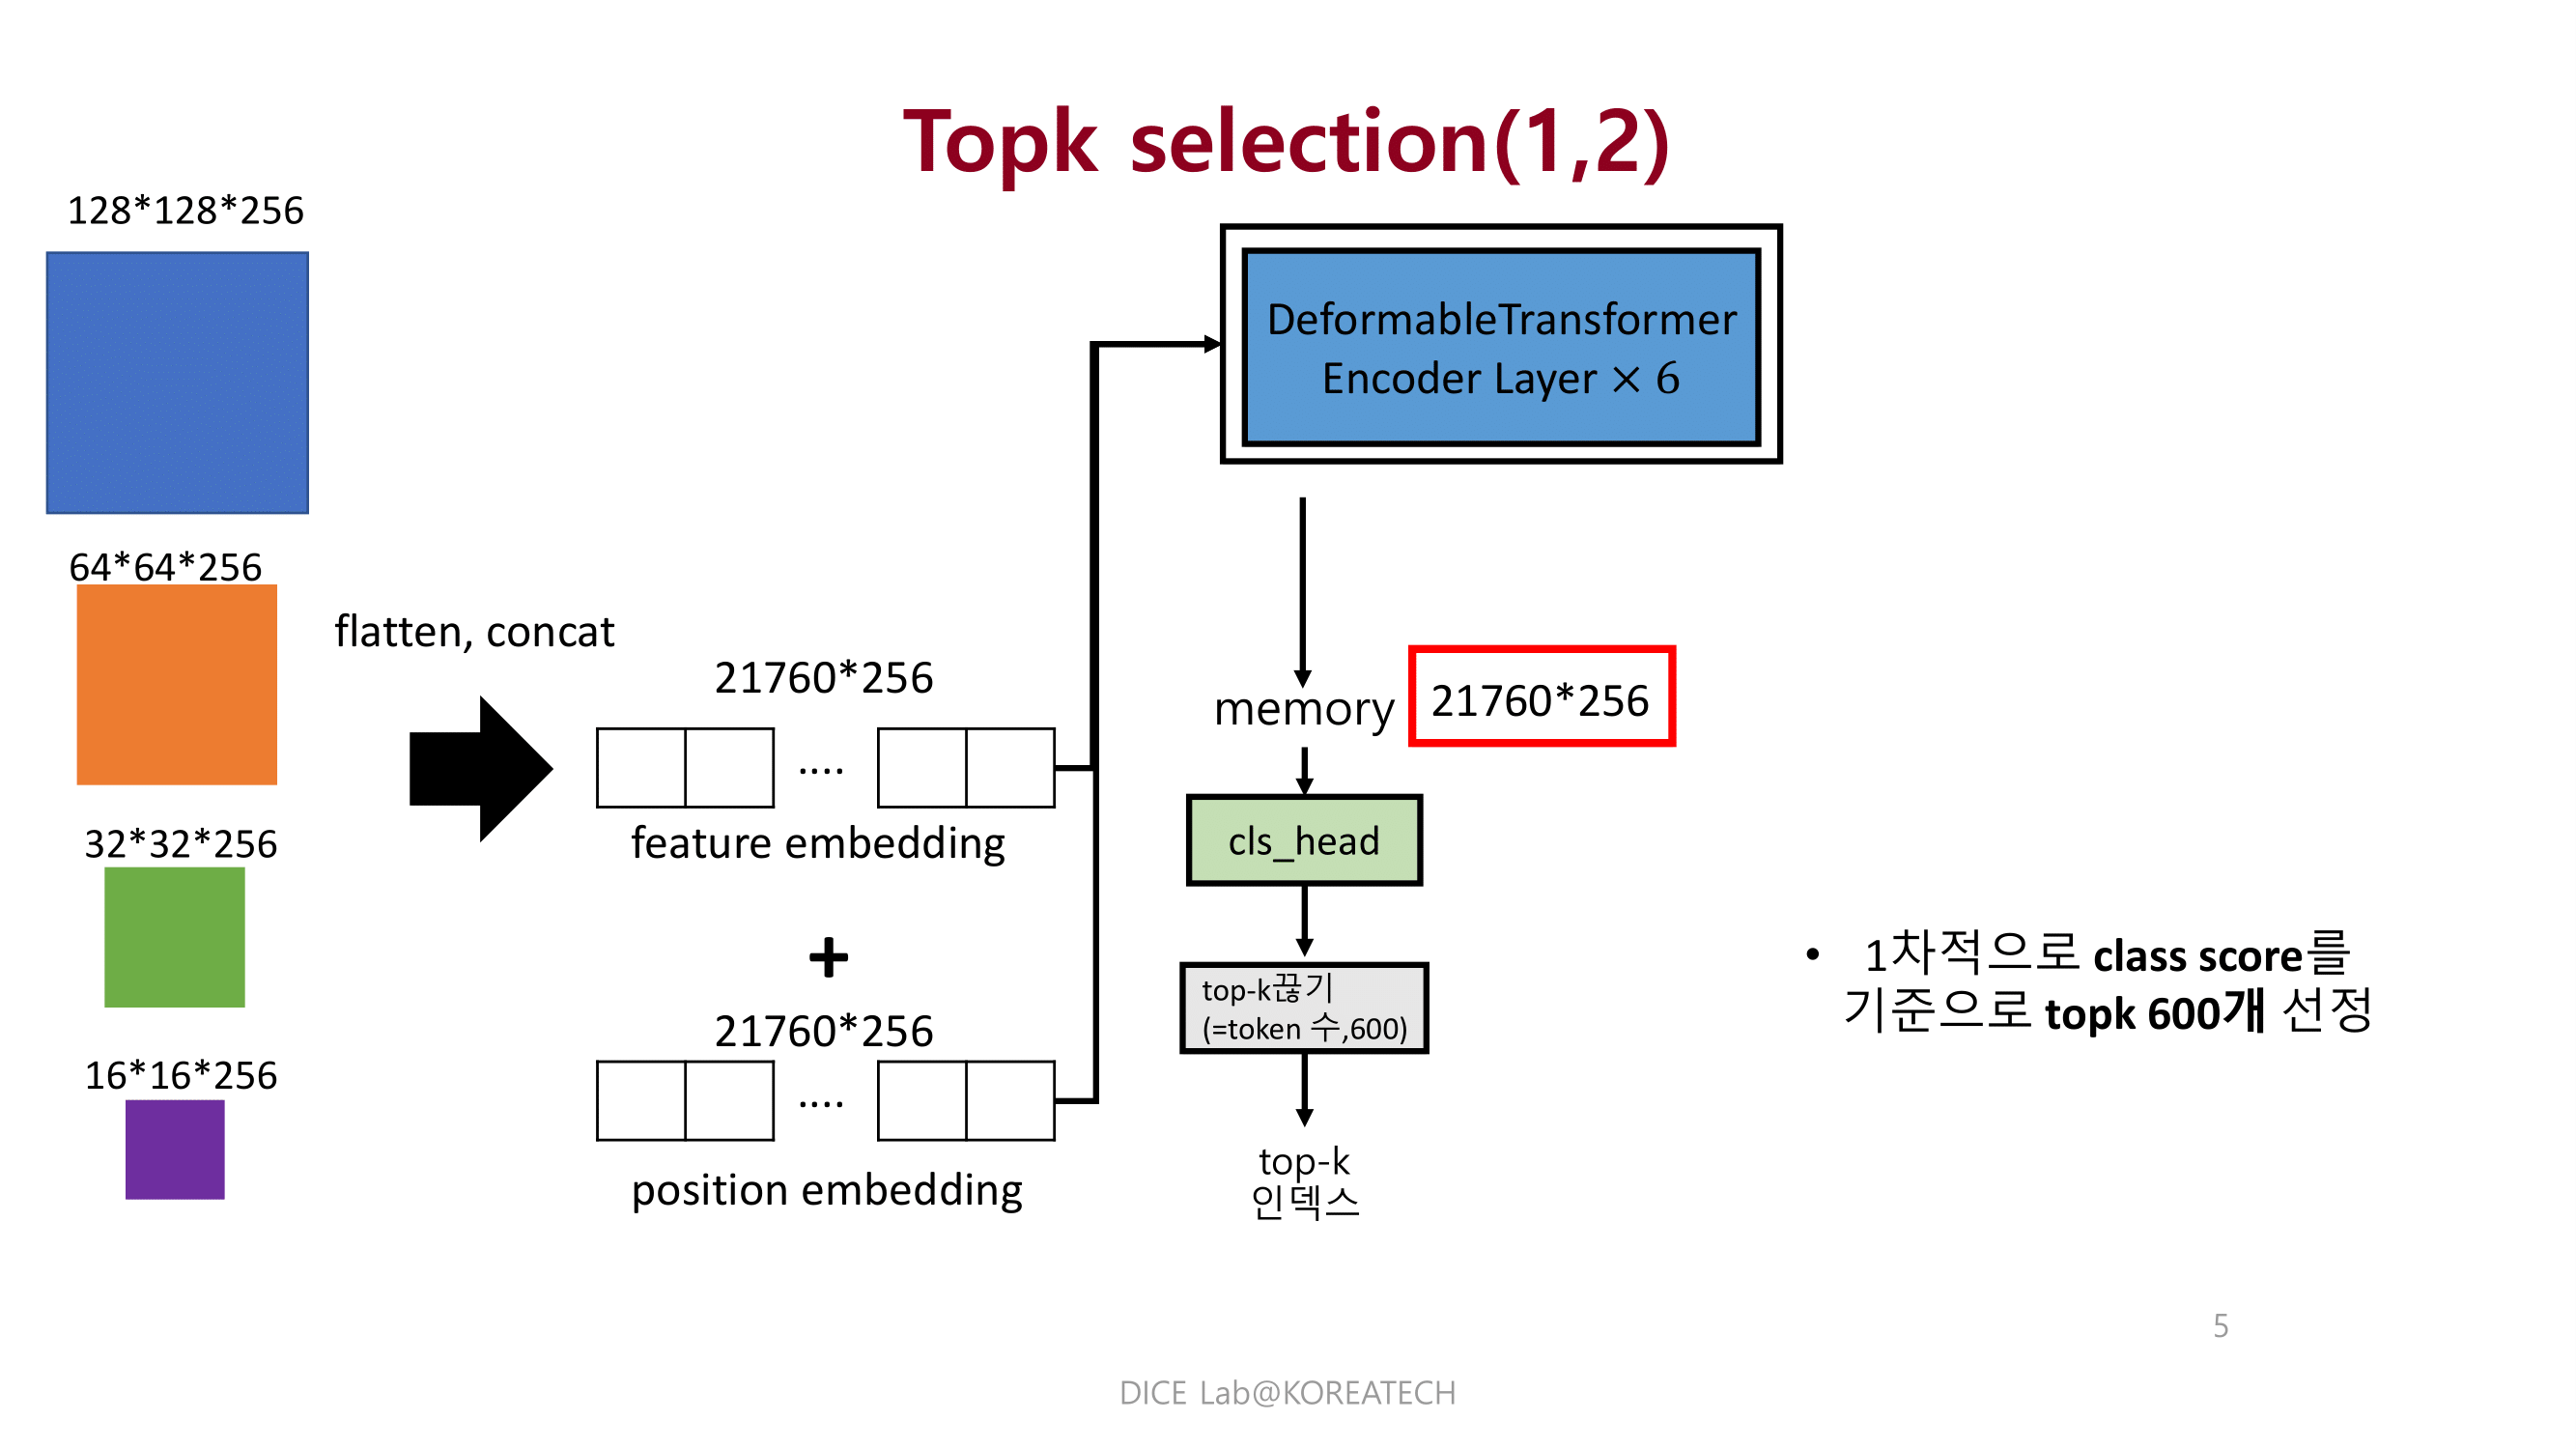 Topk selection(1,2)
128*128*256
64*64*256
32*32*256
16*16*256
flatten, concat
21760*256
....
feature embedding
+
21760*256
....
position embedding
DeformableTransformer
Encoder Layer × 6
memory
21760*256
cls_head
top-k끊기
(=token 수,600)
top-k
인덱스
• 1차적으로 class score를
기준으로 topk 600개 선정
5
DICE Lab@KOREATECH